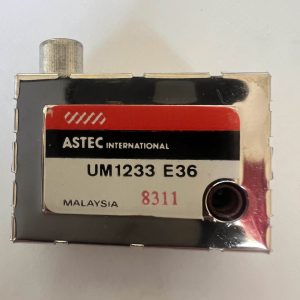 ASTEC INTERNATIONAL
UM1233 E36
MALAYSIA 8311